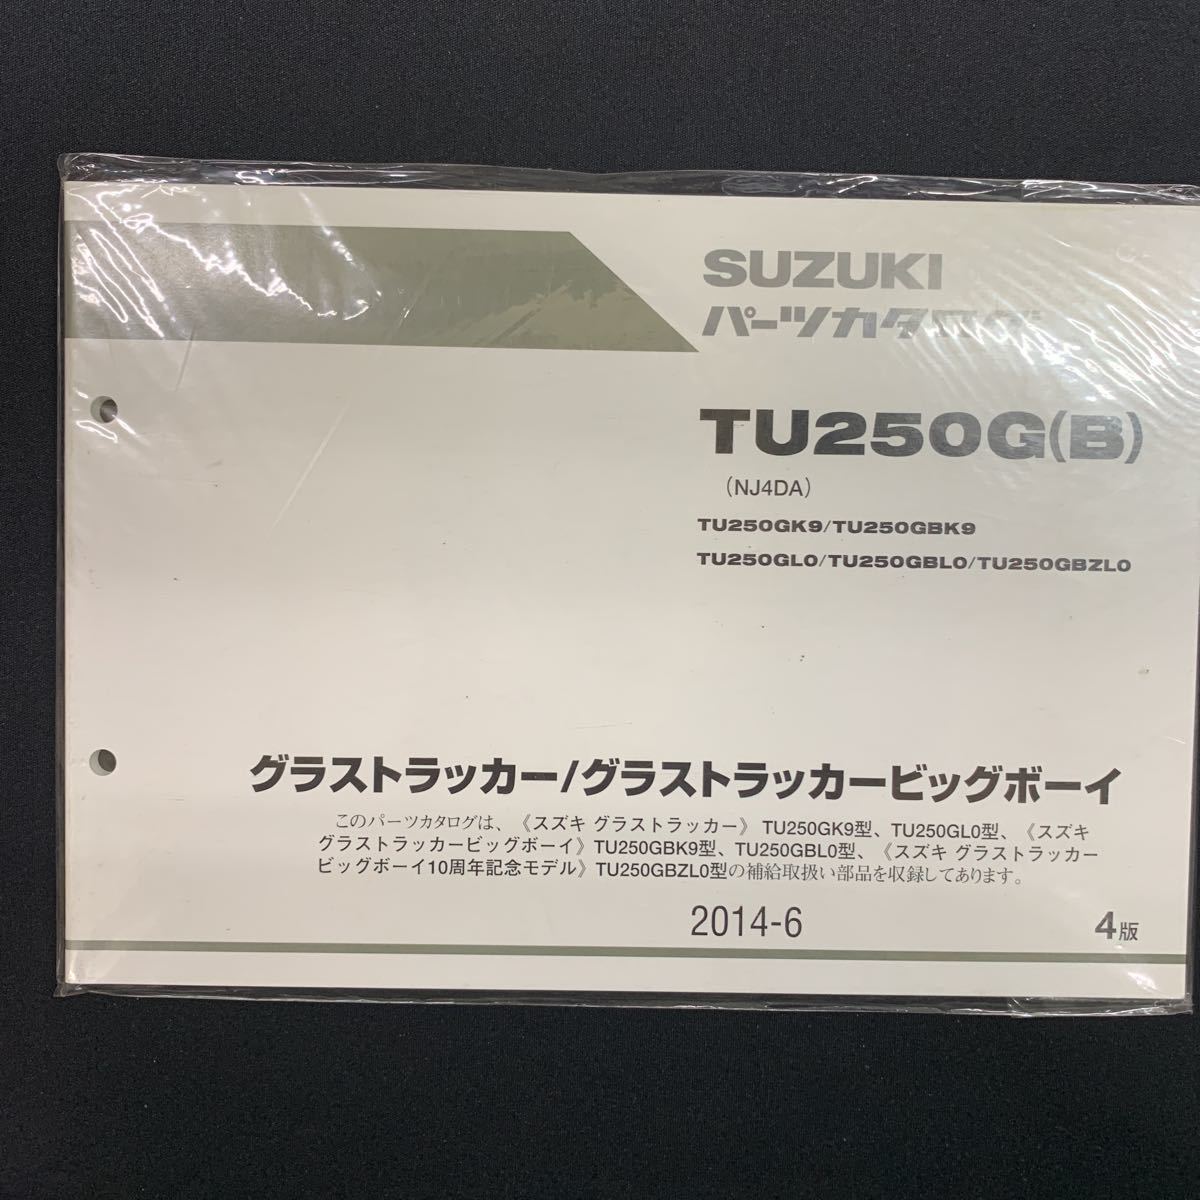 SUZUKI
パーツカタログ
TU250G(B)
(NJ4DA)
TU250GK9/TU250GBK9
TU250GL0/TU250GBL0/TU250GBZL0
グラストラッカー/グラストラッカービッグボーイ
このパーツカタログは、《スズキ グラストラッカー》 TU250GK9型、TU250GL0型、《スズキ
グラストラッカービッグボーイ》TU250GBK9型、TU250GBL0型、《スズキ グラストラッカー
ビッグボーイ10周年記念モデル》TU250GBZL0型の補給取扱い部品を収録してあります。
2014-6
4版